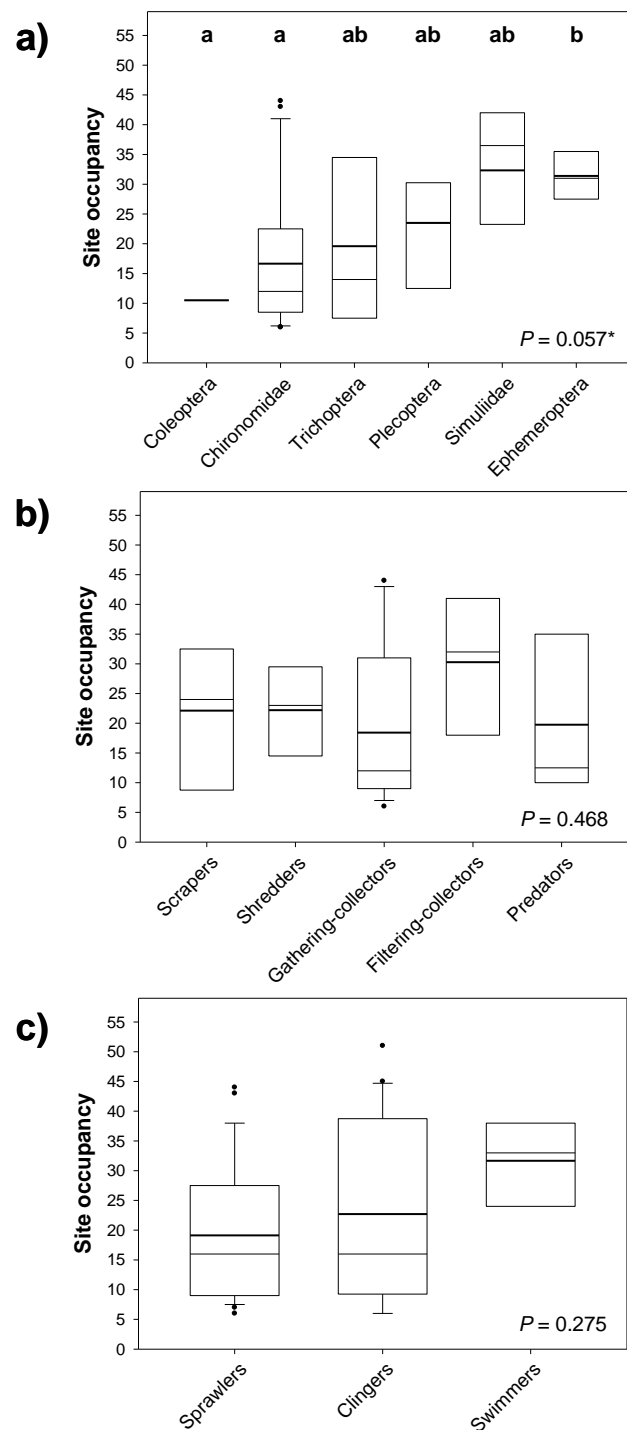 a)
a a ab ab ab b
55
50
45
40
35
30
25
20
15
10
5
0
Site occupancy
P = 0.057*
Coleoptera
Chironomidae
Trichoptera
Plecoptera
Simuliidae
Ephemeroptera
b)
55
50
45
40
35
30
25
20
15
10
5
0
Site occupancy
P = 0.468
Scrapers
Shredders
Gathering-collectors
Filtering-collectors
Predators
c)
55
50
45
40
35
30
25
20
15
10
5
0
Site occupancy
P = 0.275
Sprawlers
Clingers
Swimmers